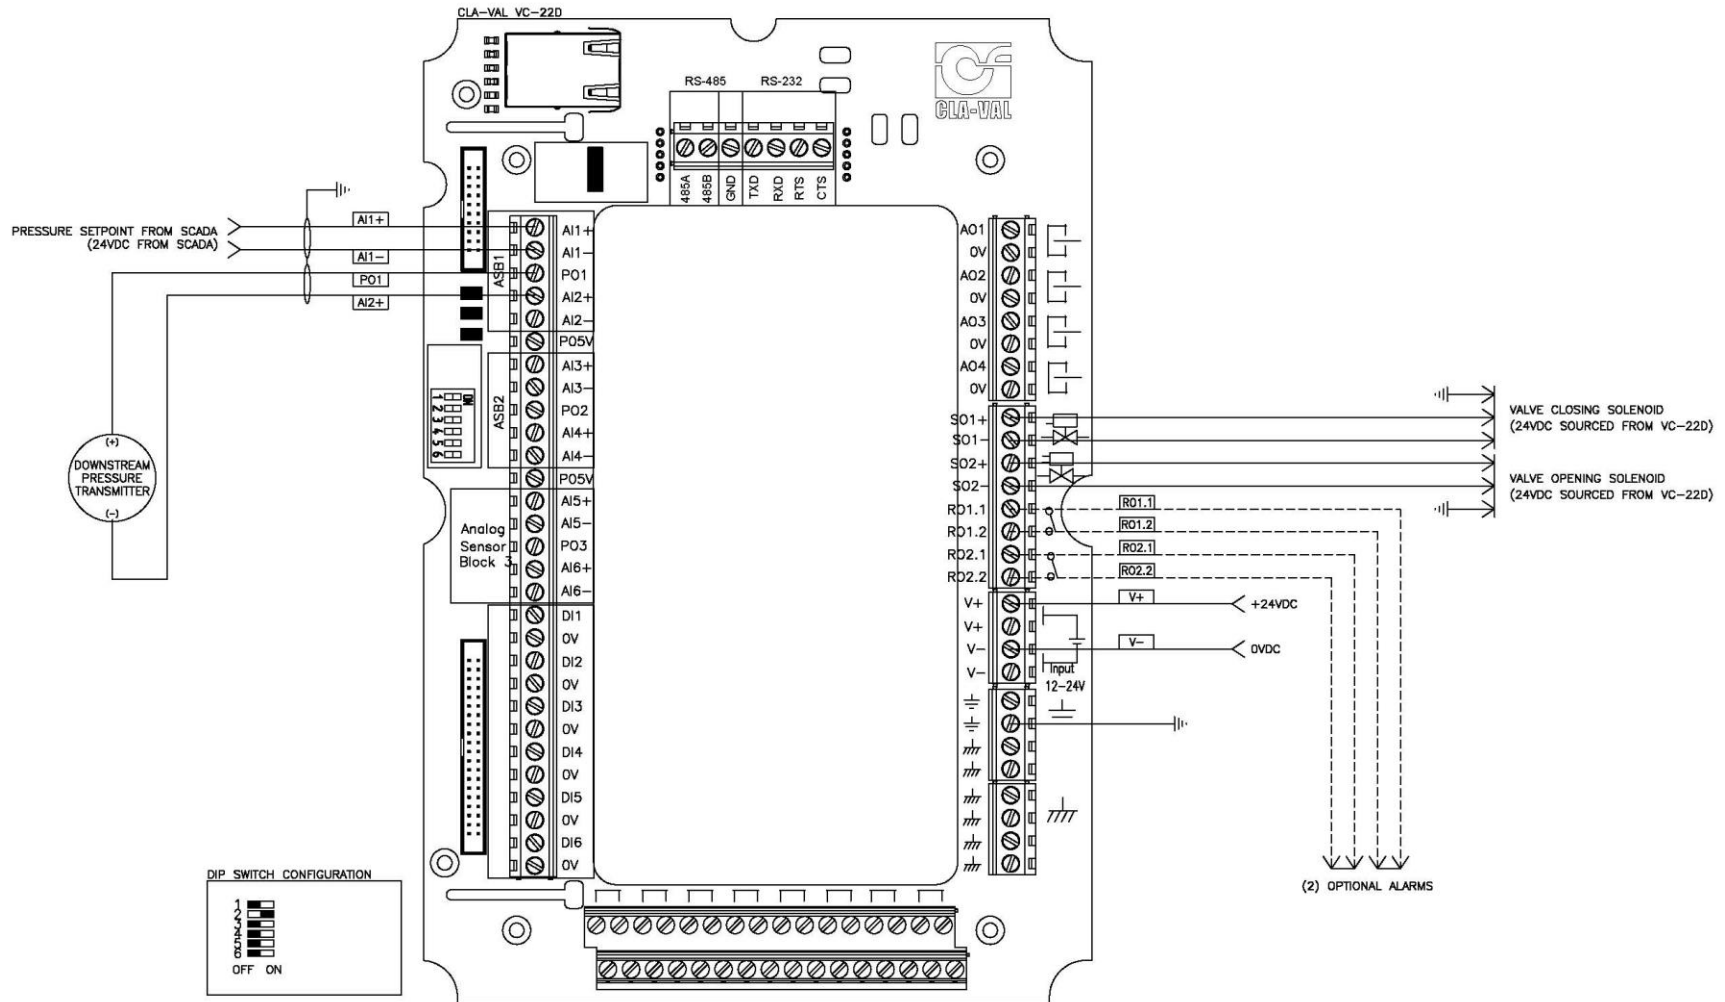 CLA-VAL VC-22D
CLA-VAL
RS-485
RS-232
485A
485B
GND
TXD
RXD
RTS
CTS
PRESSURE SETPOINT FROM SCADA
(24VDC FROM SCADA)
AI1+
AI1-
PO1
AI2+
DOWNSTREAM
PRESSURE
TRANSMITTER
(+)
(-)
ASB1
AI1+
AI1-
PO1
AI2+
AI2-
PO5V
ASB2
AI3+
AI3-
PO2
AI4+
AI4-
PO5V
Analog
Sensor
Block 3
AI5+
AI5-
PO3
AI6+
AI6-
DI1
0V
DI2
0V
DI3
0V
DI4
0V
DI5
0V
DI6
0V
ON
1
2
3
4
5
6
AO1
0V
AO2
0V
AO3
0V
AO4
0V
SO1+
SO1-
SO2+
SO2-
RO1.1
RO1.2
RO2.1
RO2.2
V+
V+
V-
V-
Input
12-24V
VALVE CLOSING SOLENOID
(24VDC SOURCED FROM VC-22D)
VALVE OPENING SOLENOID
(24VDC SOURCED FROM VC-22D)
RO1.1
RO1.2
RO2.1
RO2.2
V+
+24VDC
V-
0VDC
(2) OPTIONAL ALARMS
DIP SWITCH CONFIGURATION
1
2
3
4
5
6
OFF ON